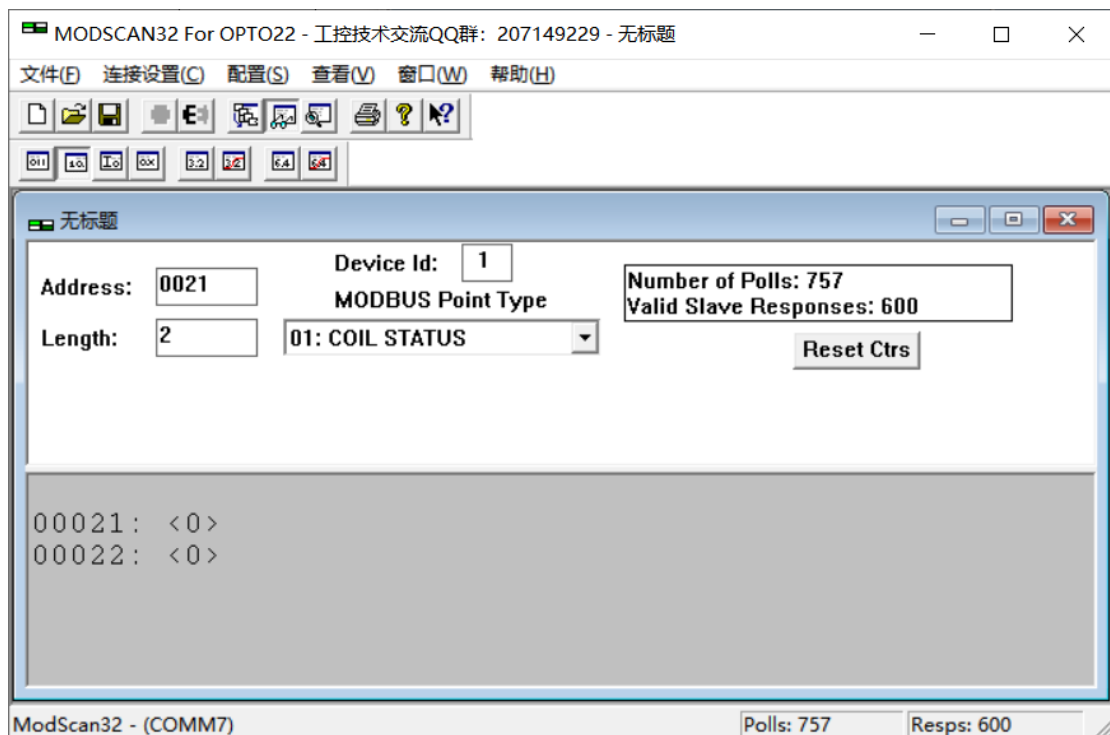 MODSCAN32 For OPTO22 - 工控技术交流QQ群：207149229 - 无标题
文件(F) 连接设置(C) 配置(S) 查看(V) 窗口(W) 帮助(H)
无标题
Address: 0021
Device Id: 1
MODBUS Point Type
Length: 2
01: COIL STATUS
Number of Polls: 757
Valid Slave Responses: 600
Reset Ctrs
00021: <0>
00022: <0>
ModScan32 - (COMM7) Polls: 757 Resps: 600